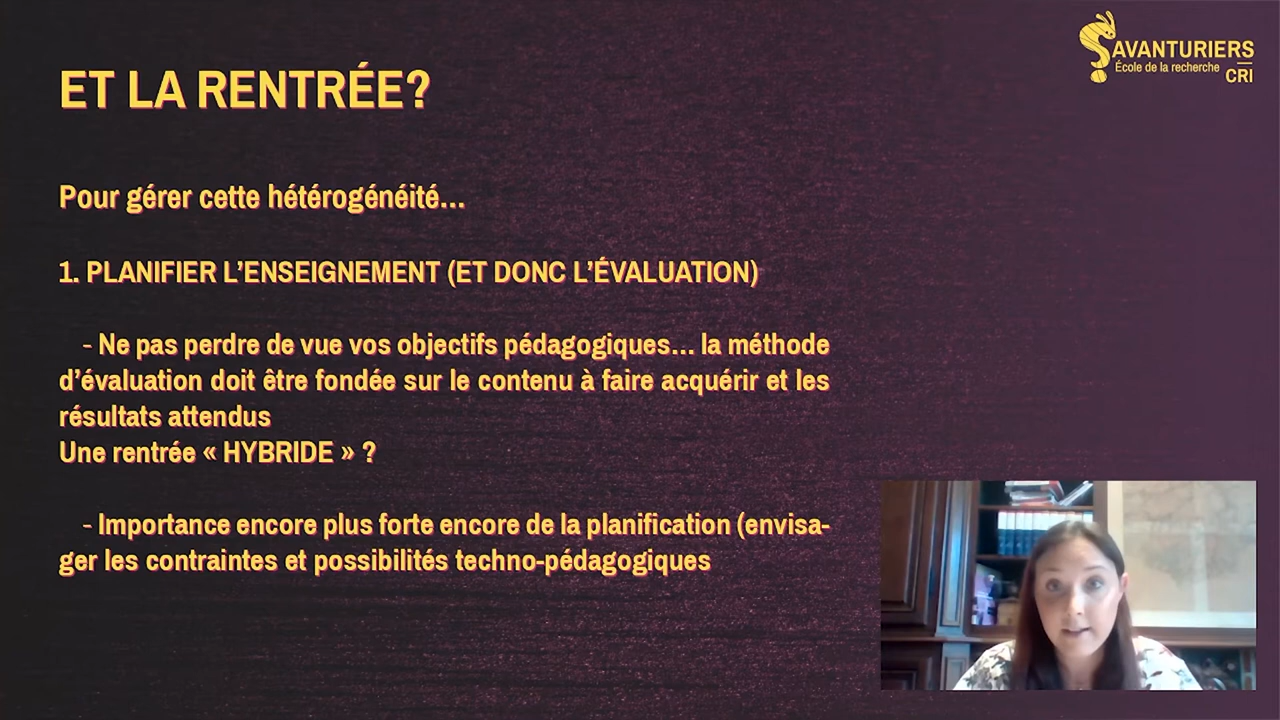 SAVANTURIERS
École de la recherche
CRI
ET LA RENTRÉE?
Pour gérer cette hétérogénéité...
1. PLANIFIER L’ENSEIGNEMENT (ET DONC L’ÉVALUATION)
- Ne pas perdre de vue vos objectifs pédagogiques... la méthode
d’évaluation doit être fondée sur le contenu à faire acquérir et les
résultats attendus
Une rentrée « HYBRIDE » ?
- Importance encore plus forte encore de la planification (envisa-
ger les contraintes et possibilités techno-pédagogiques